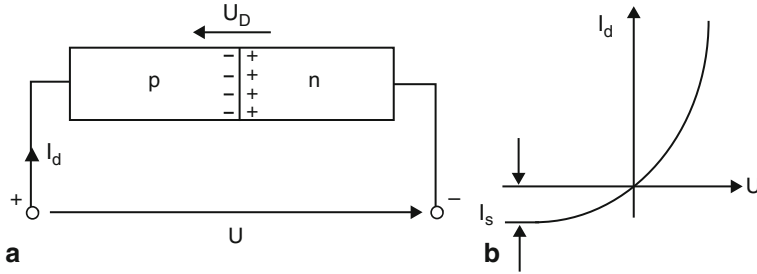 U_D
p − + n
− +
− +
− +
I_d
+ −
U
a
I_d
U
I_s
b